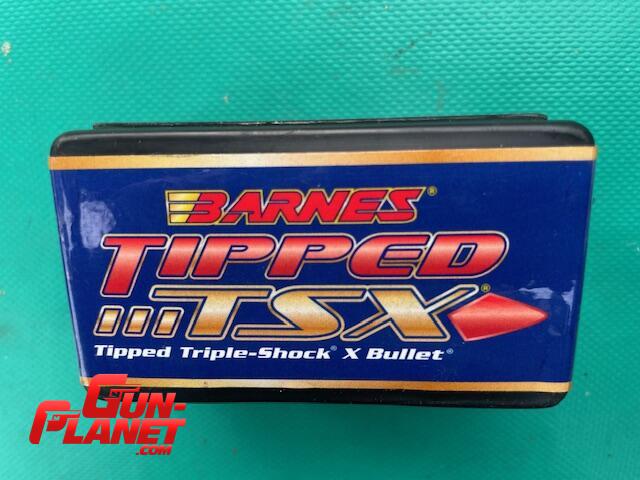 BARNES®
TIPPED
TSX®
Tipped Triple-Shock® X Bullet®
GUN-
PLANET
.COM